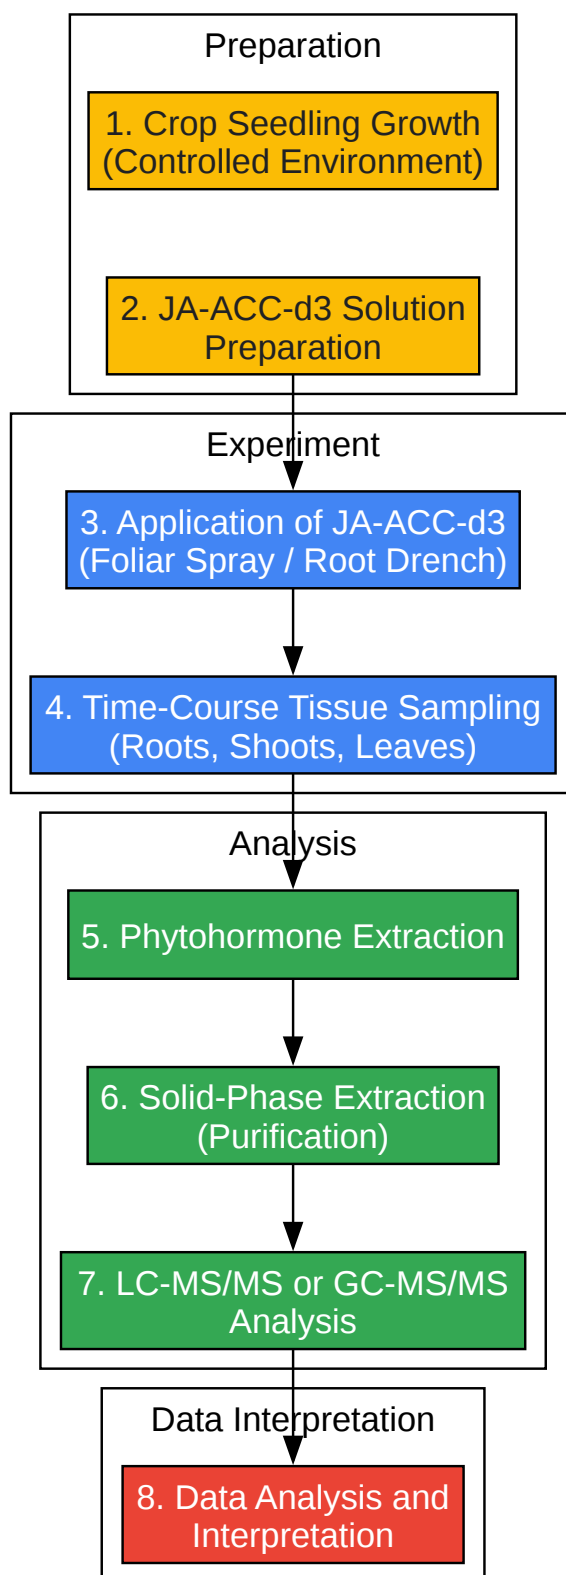 Preparation
1. Crop Seedling Growth
(Controlled Environment)
2. JA-ACC-d3 Solution
Preparation
Experiment
3. Application of JA-ACC-d3
(Foliar Spray / Root Drench)
4. Time-Course Tissue Sampling
(Roots, Shoots, Leaves)
Analysis
5. Phytohormone Extraction
6. Solid-Phase Extraction
(Purification)
7. LC-MS/MS or GC-MS/MS
Analysis
Data Interpretation
8. Data Analysis and
Interpretation